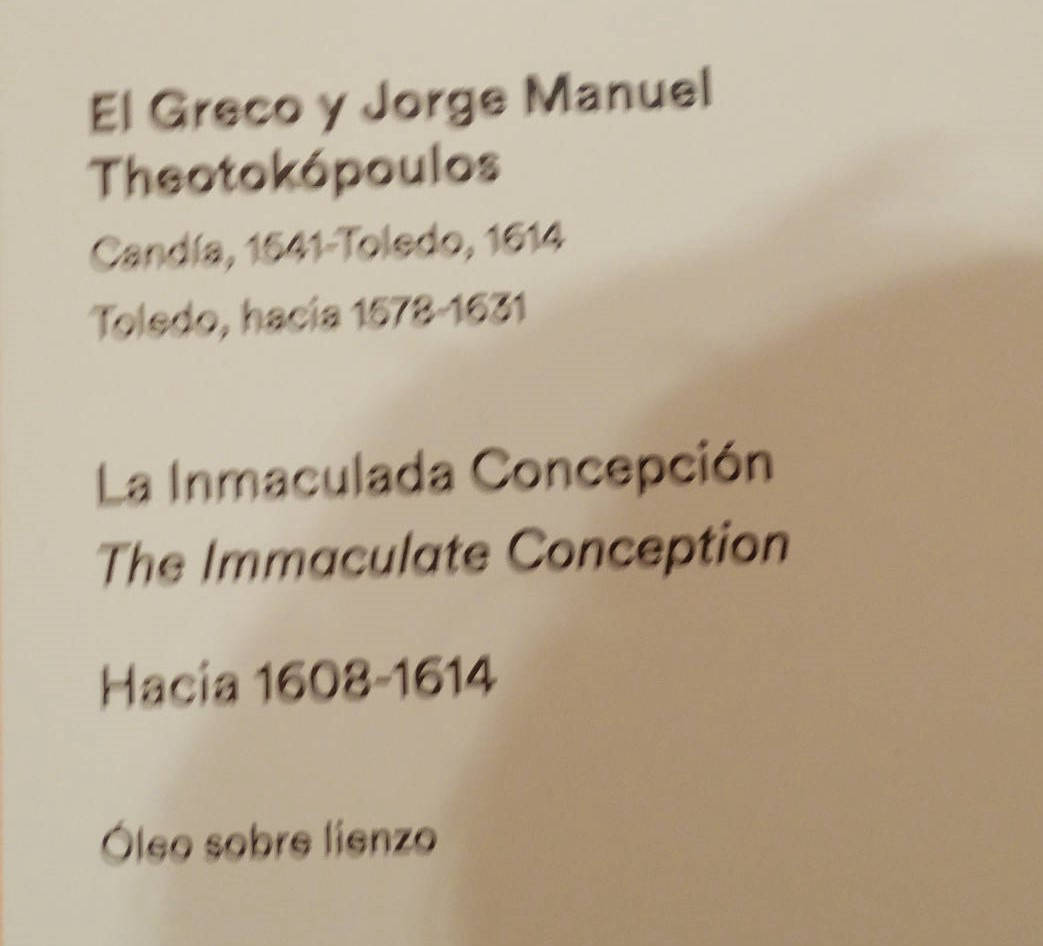 El Greco y Jorge Manuel
Theotokópoulos
Candía, 1541-Toledo, 1614
Toledo, hacia 1578-1631
La Inmaculada Concepción
The Immaculate Conception
Hacia 1608-1614
Óleo sobre lienzo